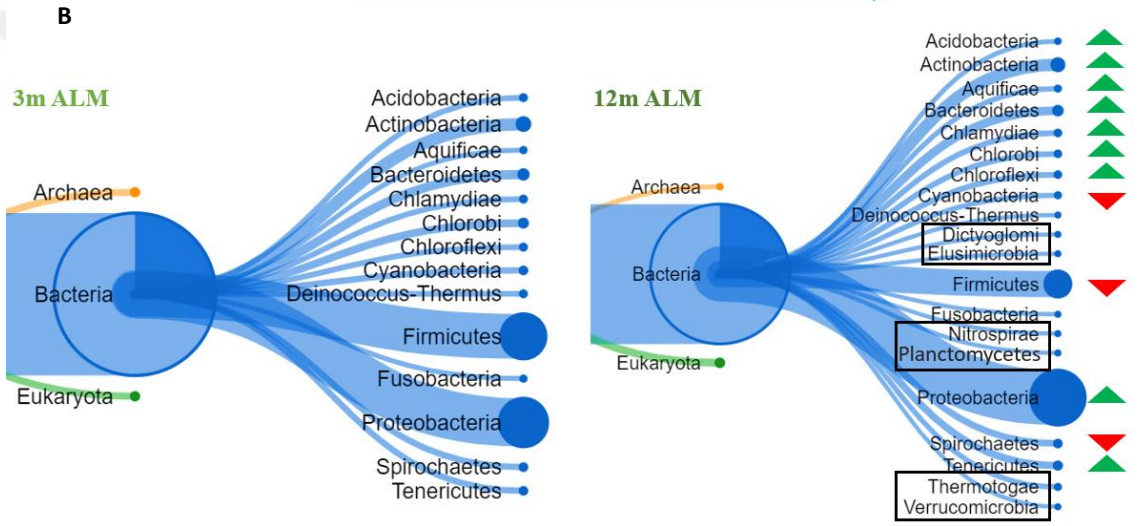 B
3m ALM
Archaea
Bacteria
Eukaryota
Acidobacteria
Actinobacteria
Aquificae
Bacteroidetes
Chlamydiae
Chlorobi
Chloroflexi
Cyanobacteria
Deinococcus-Thermus
Firmicutes
Fusobacteria
Proteobacteria
Spirochaetes
Tenericutes
12m ALM
Archaea
Bacteria
Eukaryota
Acidobacteria
Actinobacteria
Aquificae
Bacteroidetes
Chlamydiae
Chlorobi
Chloroflexi
Cyanobacteria
Deinococcus-Thermus
Dictyoglomi
Elusimicrobia
Firmicutes
Fusobacteria
Nitrospirae
Planctomycetes
Proteobacteria
Spirochaetes
Tenericutes
Thermotogae
Verrucomicrobia